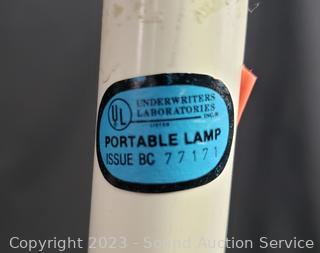 UL
UNDERWRITERS
LABORATORIES
INC.®
LISTED
PORTABLE LAMP
ISSUE BC 77171
Copyright 2023 - Sound Auction Service